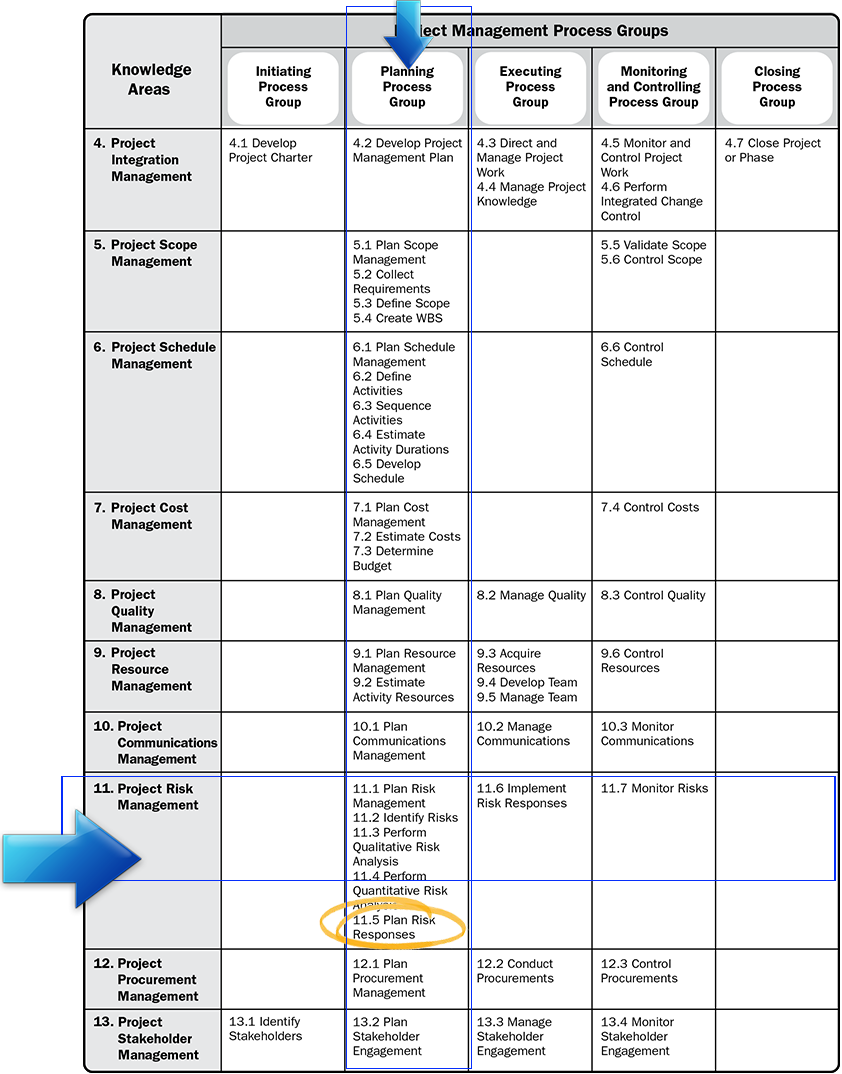 Project Management Process Groups
Knowledge
Areas
Initiating
Process
Group
Planning
Process
Group
Executing
Process
Group
Monitoring
and Controlling
Process Group
Closing
Process
Group
4. Project
Integration
Management
4.1 Develop
Project Charter
4.2 Develop Project
Management Plan
4.3 Direct and
Manage Project
Work
4.4 Manage Project
Knowledge
4.5 Monitor and
Control Project
Work
4.6 Perform
Integrated Change
Control
4.7 Close Project
or Phase
5. Project Scope
Management
5.1 Plan Scope
Management
5.2 Collect
Requirements
5.3 Define Scope
5.4 Create WBS
5.5 Validate Scope
5.6 Control Scope
6. Project Schedule
Management
6.1 Plan Schedule
Management
6.2 Define
Activities
6.3 Sequence
Activities
6.4 Estimate
Activity Durations
6.5 Develop
Schedule
6.6 Control
Schedule
7. Project Cost
Management
7.1 Plan Cost
Management
7.2 Estimate Costs
7.3 Determine
Budget
7.4 Control Costs
8. Project
Quality
Management
8.1 Plan Quality
Management
8.2 Manage Quality
8.3 Control Quality
9. Project
Resource
Management
9.1 Plan Resource
Management
9.2 Estimate
Activity Resources
9.3 Acquire
Resources
9.4 Develop Team
9.5 Manage Team
9.6 Control
Resources
10. Project
Communications
Management
10.1 Plan
Communications
Management
10.2 Manage
Communications
10.3 Monitor
Communications
11. Project Risk
Management
11.1 Plan Risk
Management
11.2 Identify Risks
11.3 Perform
Qualitative Risk
Analysis
11.4 Perform
Quantitative Risk
Analysis
11.5 Plan Risk
Responses
11.6 Implement
Risk Responses
11.7 Monitor Risks
12. Project
Procurement
Management
12.1 Plan
Procurement
Management
12.2 Conduct
Procurements
12.3 Control
Procurements
13. Project
Stakeholder
Management
13.1 Identify
Stakeholders
13.2 Plan
Stakeholder
Engagement
13.3 Manage
Stakeholder
Engagement
13.4 Monitor
Stakeholder
Engagement